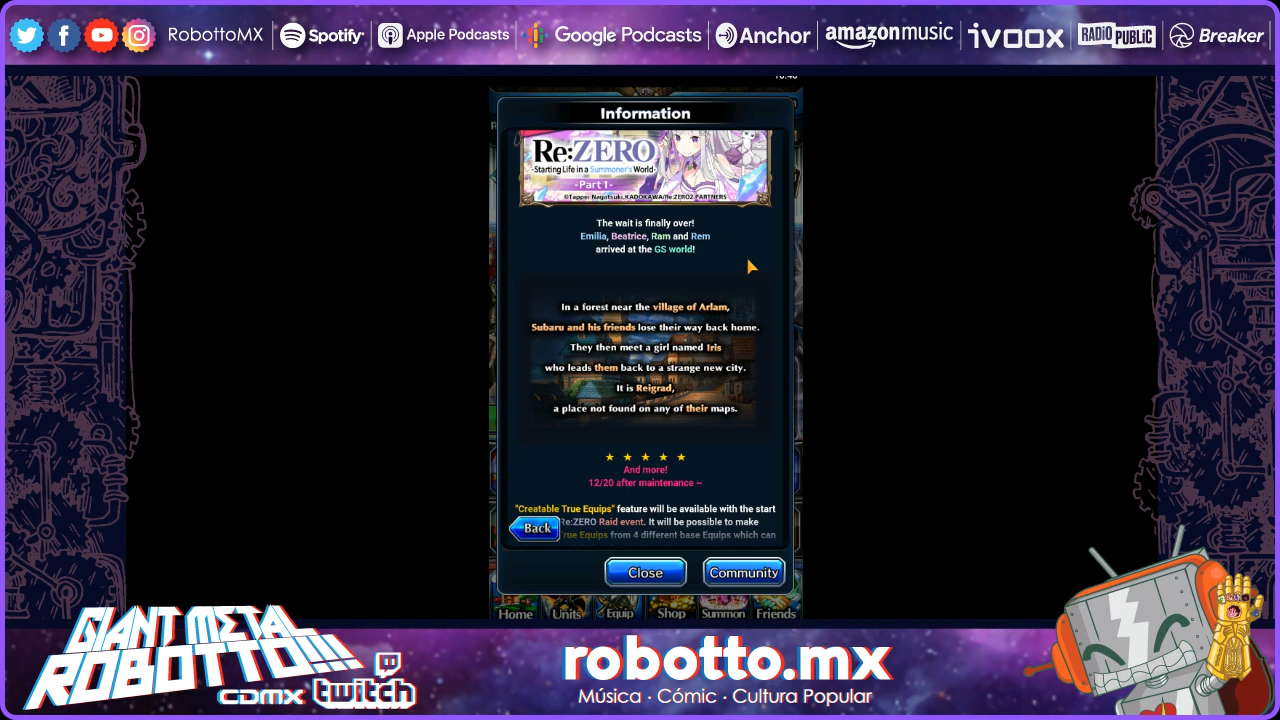 RobottoMX Spotify Apple Podcasts Google Podcasts Anchor amazon music ivoox RADIO PUBLIC Breaker
Information
Re:ZERO
-Starting Life in a Summoner's World-
-Part 1-
©Tappei Nagatsuki,KADOKAWA/Re:ZERO2 PARTNERS
The wait is finally over!
Emilia, Beatrice, Ram and Rem
arrived at the GS world!
In a forest near the village of Arlam,
Subaru and his friends lose their way back home.
They then meet a girl named Iris
who leads them back to a strange new city.
It is Reigrad,
a place not found on any of their maps.
★ ★ ★ ★ ★
And more!
12/20 after maintenance ~
"Creatable True Equips" feature will be available with the start
Re:ZERO Raid event. It will be possible to make
True Equips from 4 different base Equips which can
Back
Close Community
Home Units Equip Shop Summon Friends
GIANT METAL
ROBOTTO!!!
CDMX twitch
robotto.mx
Música · Cómic · Cultura Popular